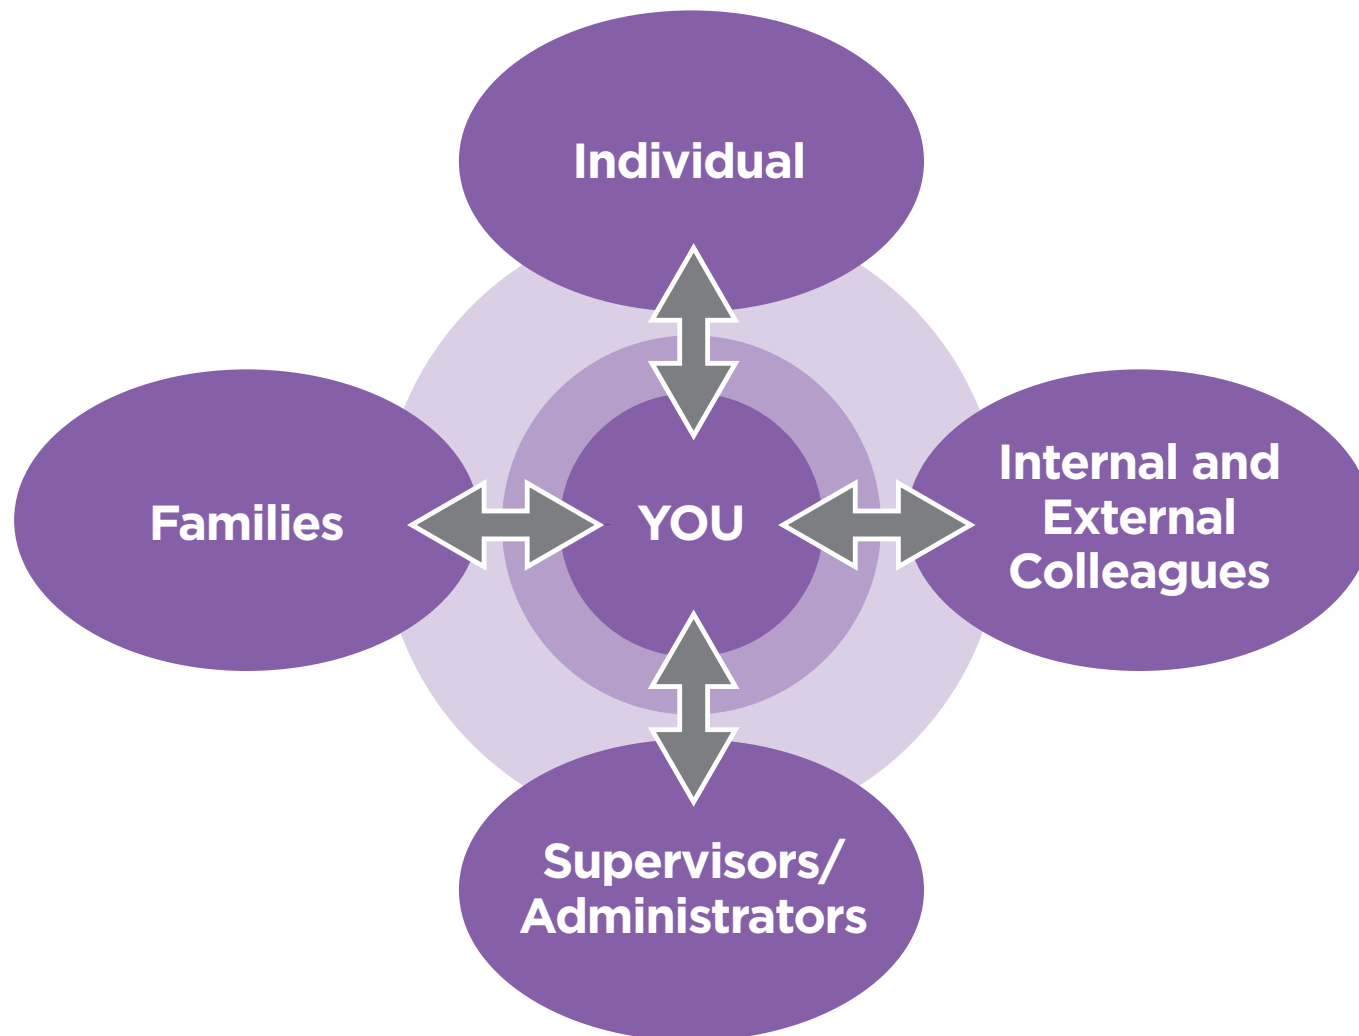 Individual
Families
YOU
Internal and
External
Colleagues
Supervisors/
Administrators